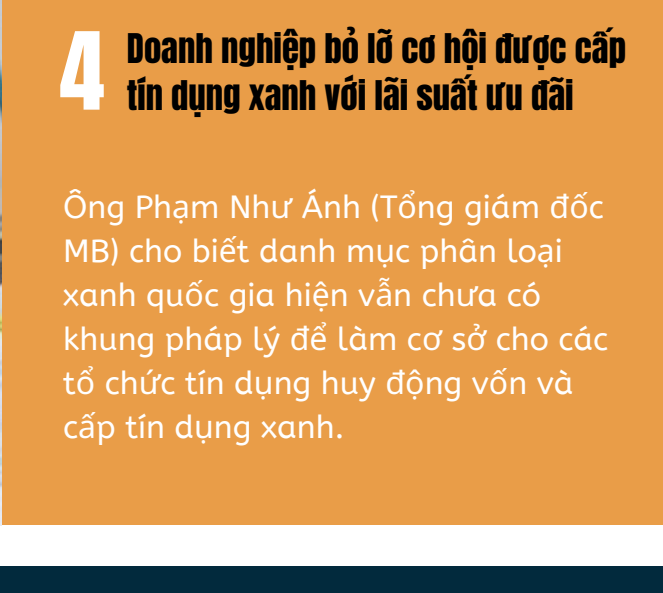 4
Doanh nghiệp bỏ lỡ cơ hội được cấp
tín dụng xanh với lãi suất ưu đãi
Ông Phạm Như Ánh (Tổng giám đốc
MB) cho biết danh mục phân loại
xanh quốc gia hiện vẫn chưa có
khung pháp lý để làm cơ sở cho các
tổ chức tín dụng huy động vốn và
cấp tín dụng xanh.